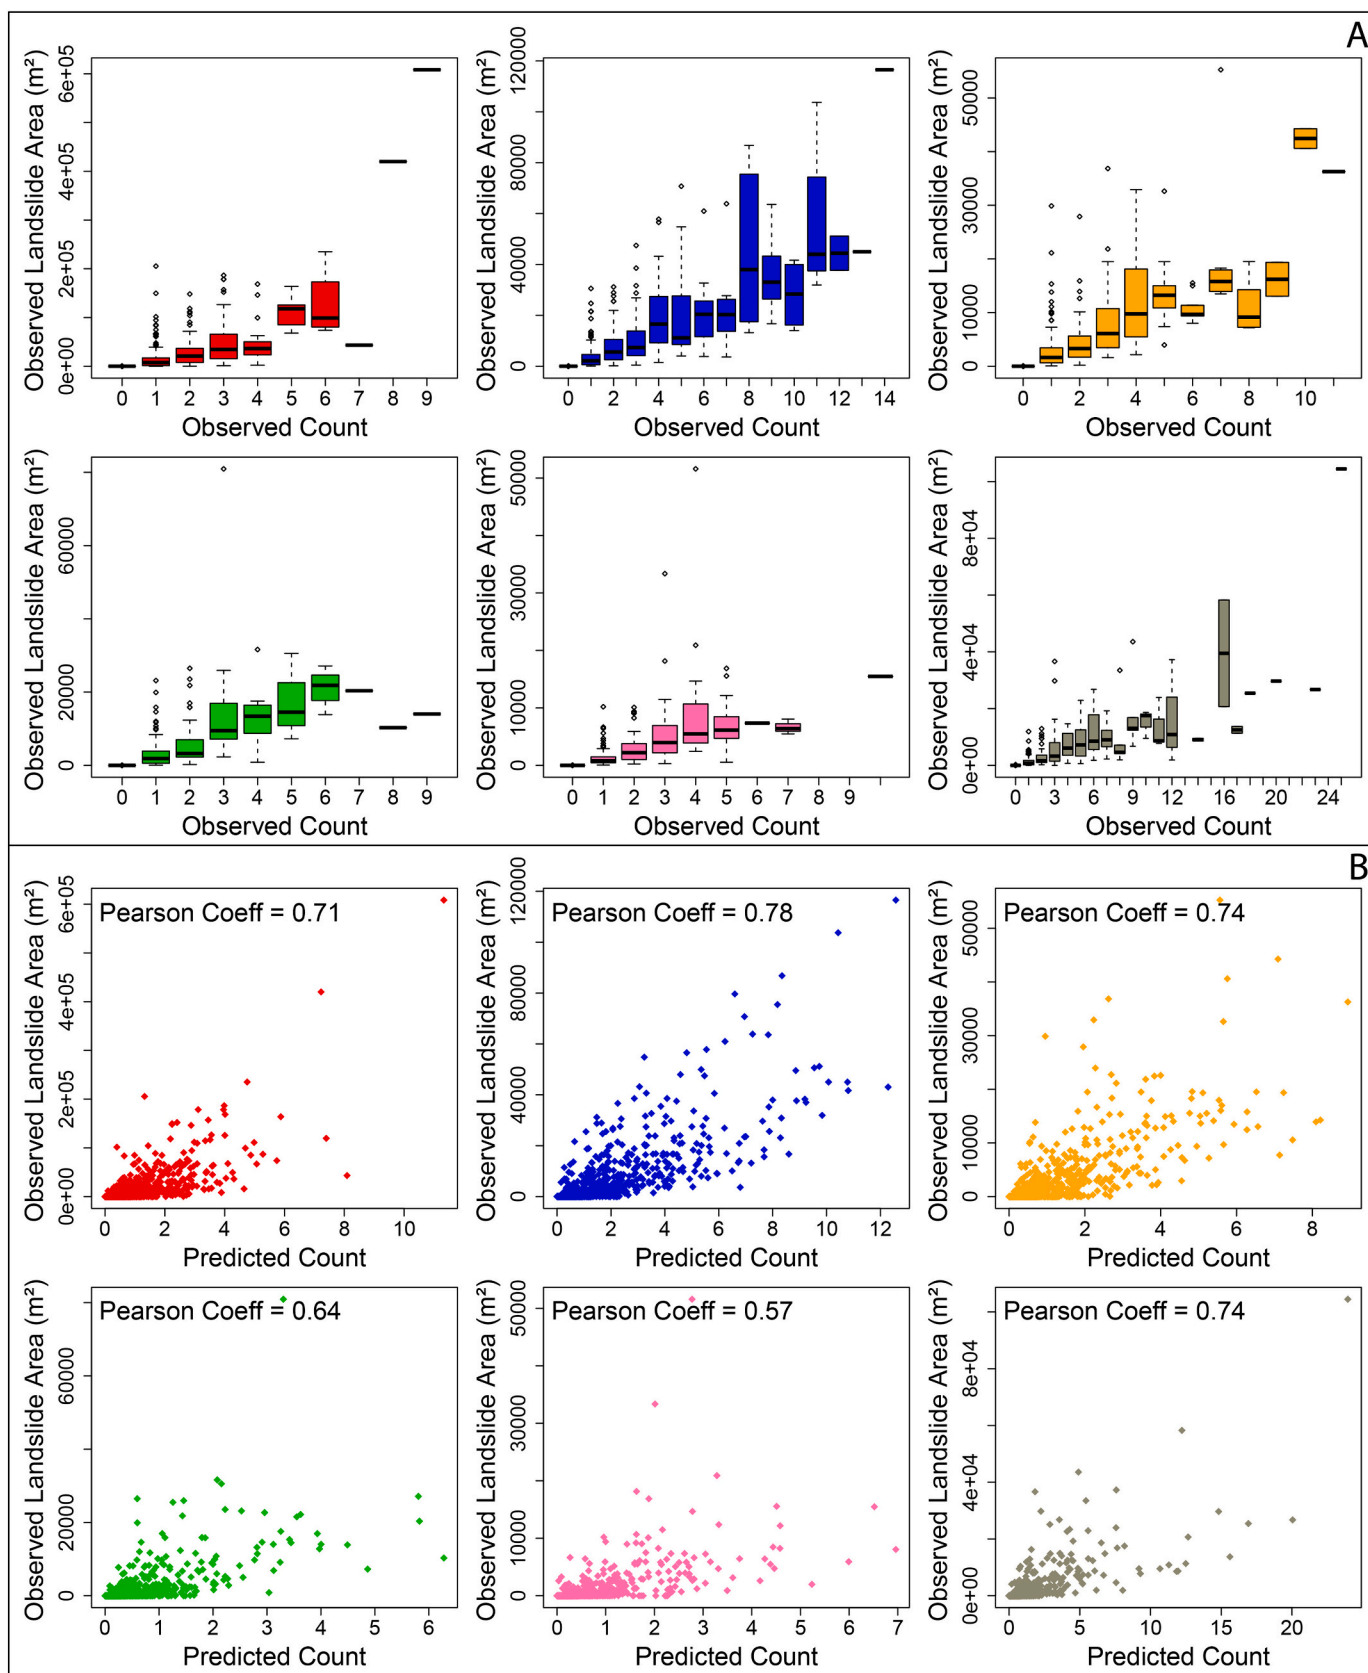 A
Observed Landslide Area (m²)
0e+00 2e+05 4e+05 6e+05
0 1 2 3 4 5 6 7 8 9
Observed Count
Observed Landslide Area (m²)
0 40000 80000 120000
0 2 4 6 8 10 12 14
Observed Count
Observed Landslide Area (m²)
0 10000 30000 50000
0 2 4 6 8 10
Observed Count
Observed Landslide Area (m²)
0 20000 60000
0 1 2 3 4 5 6 7 8 9
Observed Count
Observed Landslide Area (m²)
0 10000 30000 50000
0 1 2 3 4 5 6 7 8 9
Observed Count
Observed Landslide Area (m²)
0e+00 4e+04 8e+04
0 3 6 9 12 16 20 24
Observed Count
B
Observed Landslide Area (m²)
0e+00 2e+05 4e+05 6e+05
Pearson Coeff = 0.71
0 2 4 6 8 10
Predicted Count
Observed Landslide Area (m²)
0 40000 80000 120000
Pearson Coeff = 0.78
0 2 4 6 8 10 12
Predicted Count
Observed Landslide Area (m²)
0 10000 30000 50000
Pearson Coeff = 0.74
0 2 4 6 8
Predicted Count
Observed Landslide Area (m²)
0 20000 60000
Pearson Coeff = 0.64
0 1 2 3 4 5 6
Predicted Count
Observed Landslide Area (m²)
0 10000 30000 50000
Pearson Coeff = 0.57
0 1 2 3 4 5 6 7
Predicted Count
Observed Landslide Area (m²)
0e+00 4e+04 8e+04
Pearson Coeff = 0.74
0 5 10 15 20
Predicted Count